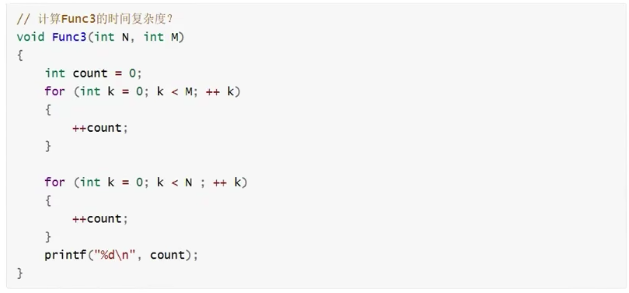 // 计算Func3的时间复杂度？
void Func3(int N, int M)
{
    int count = 0;
    for (int k = 0; k < M; ++ k)
    {
        ++count;
    }

    for (int k = 0; k < N ; ++ k)
    {
        ++count;
    }
    printf("%d\n", count);
}